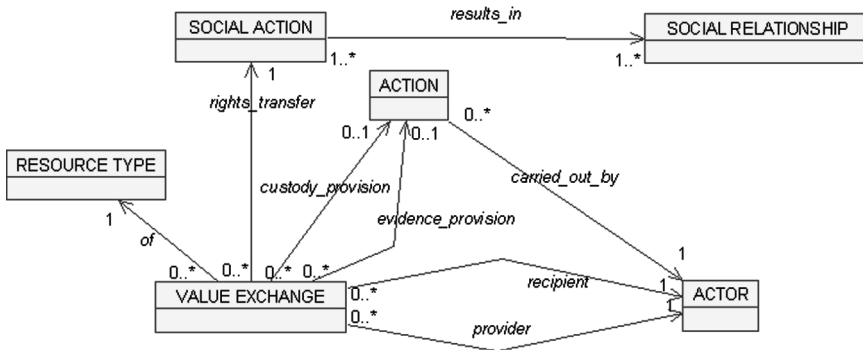 results_in
SOCIAL ACTION
SOCIAL RELATIONSHIP
1..*
1..*
1
ACTION
rights_transfer
0..*
0..1
0..1
RESOURCE TYPE
custody_provision
carried_out_by
1
evidence_provision
of
1
0..*
0..*
0..*
0..*
VALUE EXCHANGE
0..*
recipient
1
ACTOR
0..*
1
provider